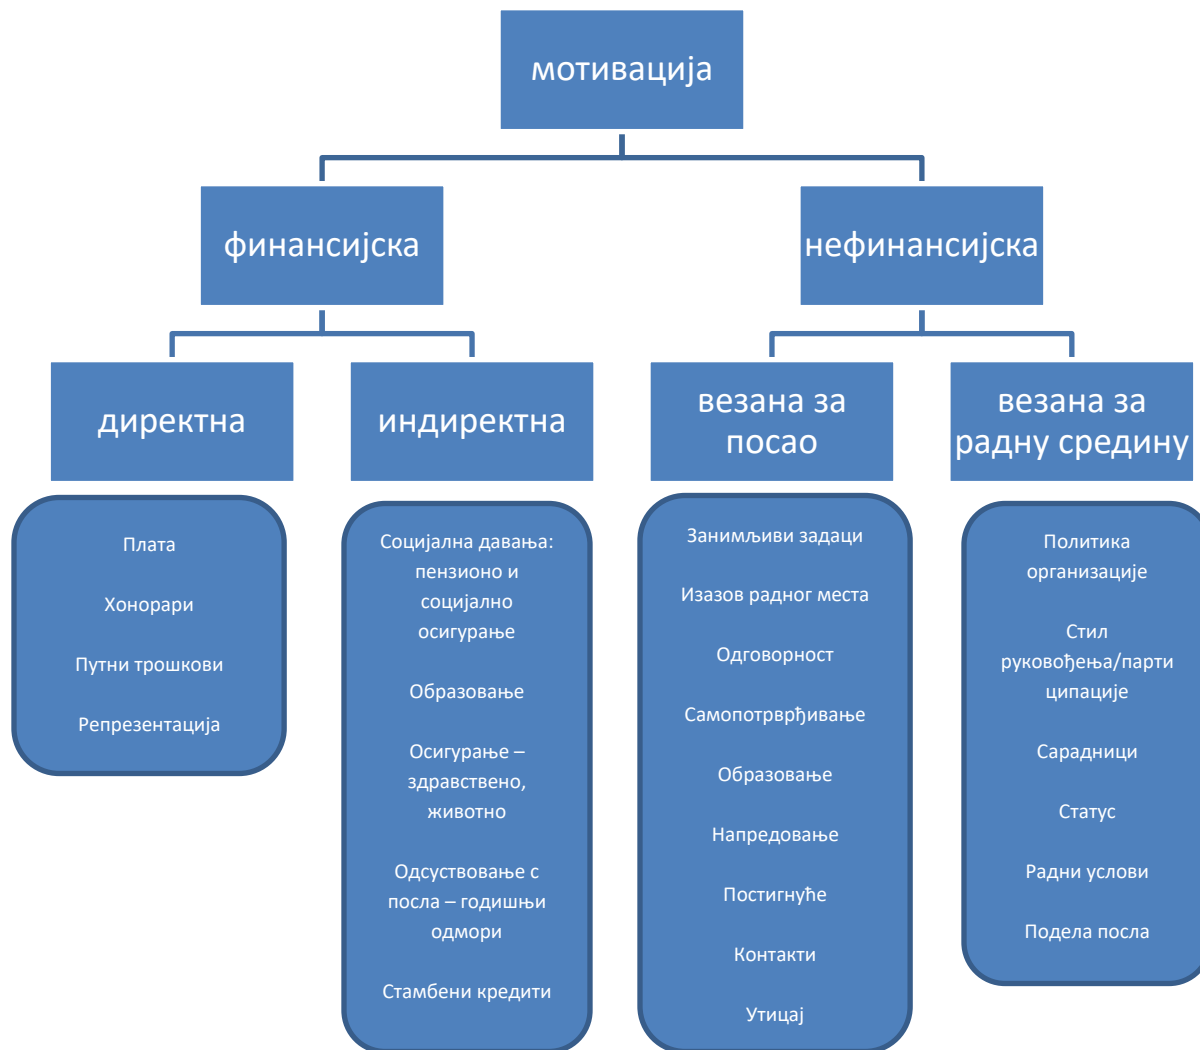 мотивација
финансијска
нефинансијска
директна
индиректна
везана за
посао
везана за
радну средину
Плата
Хонорари
Путни трошкови
Репрезентација
Социјална давања:
пензионо и
социјално
осигурање
Образовање
Осигурање –
здравствено,
животно
Одсуствовање с
посла – годишњи
одмори
Стамбени кредити
Занимљиви задаци
Изазов радног места
Одговорност
Самопотрврђивање
Образовање
Напредовање
Постигнуће
Контакти
Утицај
Политика
организације
Стил
руковођења/парти
ципације
Сарадници
Статус
Радни услови
Подела посла